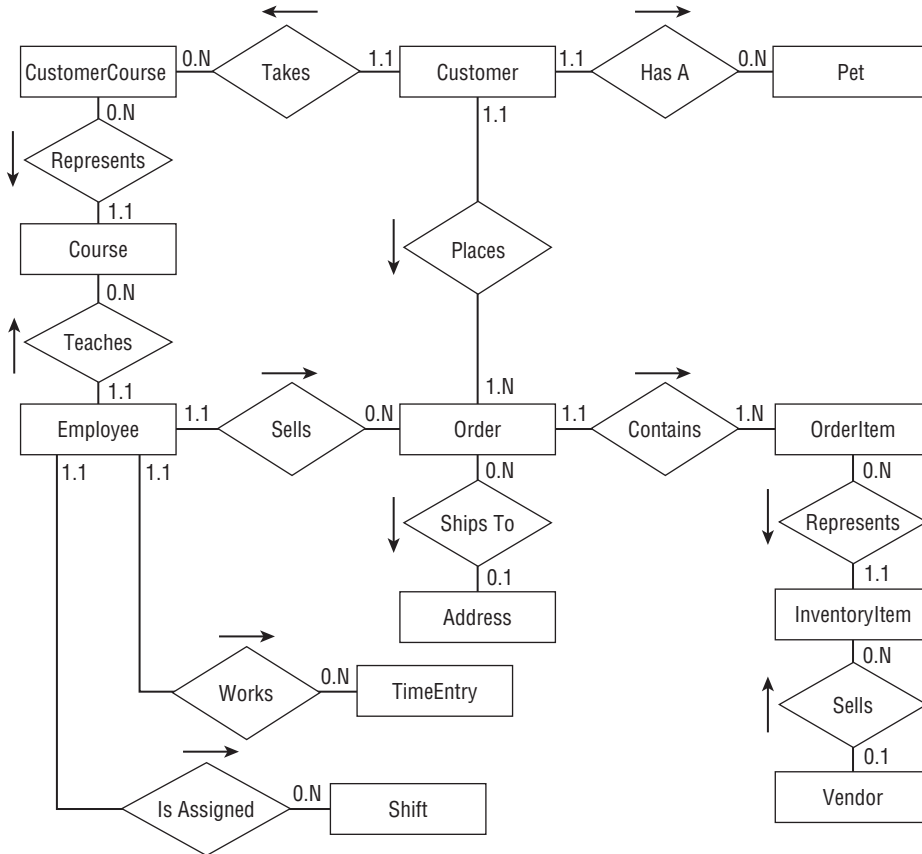 0.N
1.1
1.1
0.N
CustomerCourse
Takes
Customer
Has A
Pet
0.N
1.1
Represents
1.1
Course
Places
0.N
Teaches
1.1
1.N
1.1
0.N
1.1
1.N
Employee
Sells
Order
Contains
OrderItem
1.1
1.1
0.N
0.N
Ships To
Represents
0.1
1.1
Address
InventoryItem
0.N
0.N
Works
TimeEntry
Sells
0.1
0.N
Is Assigned
Shift
Vendor